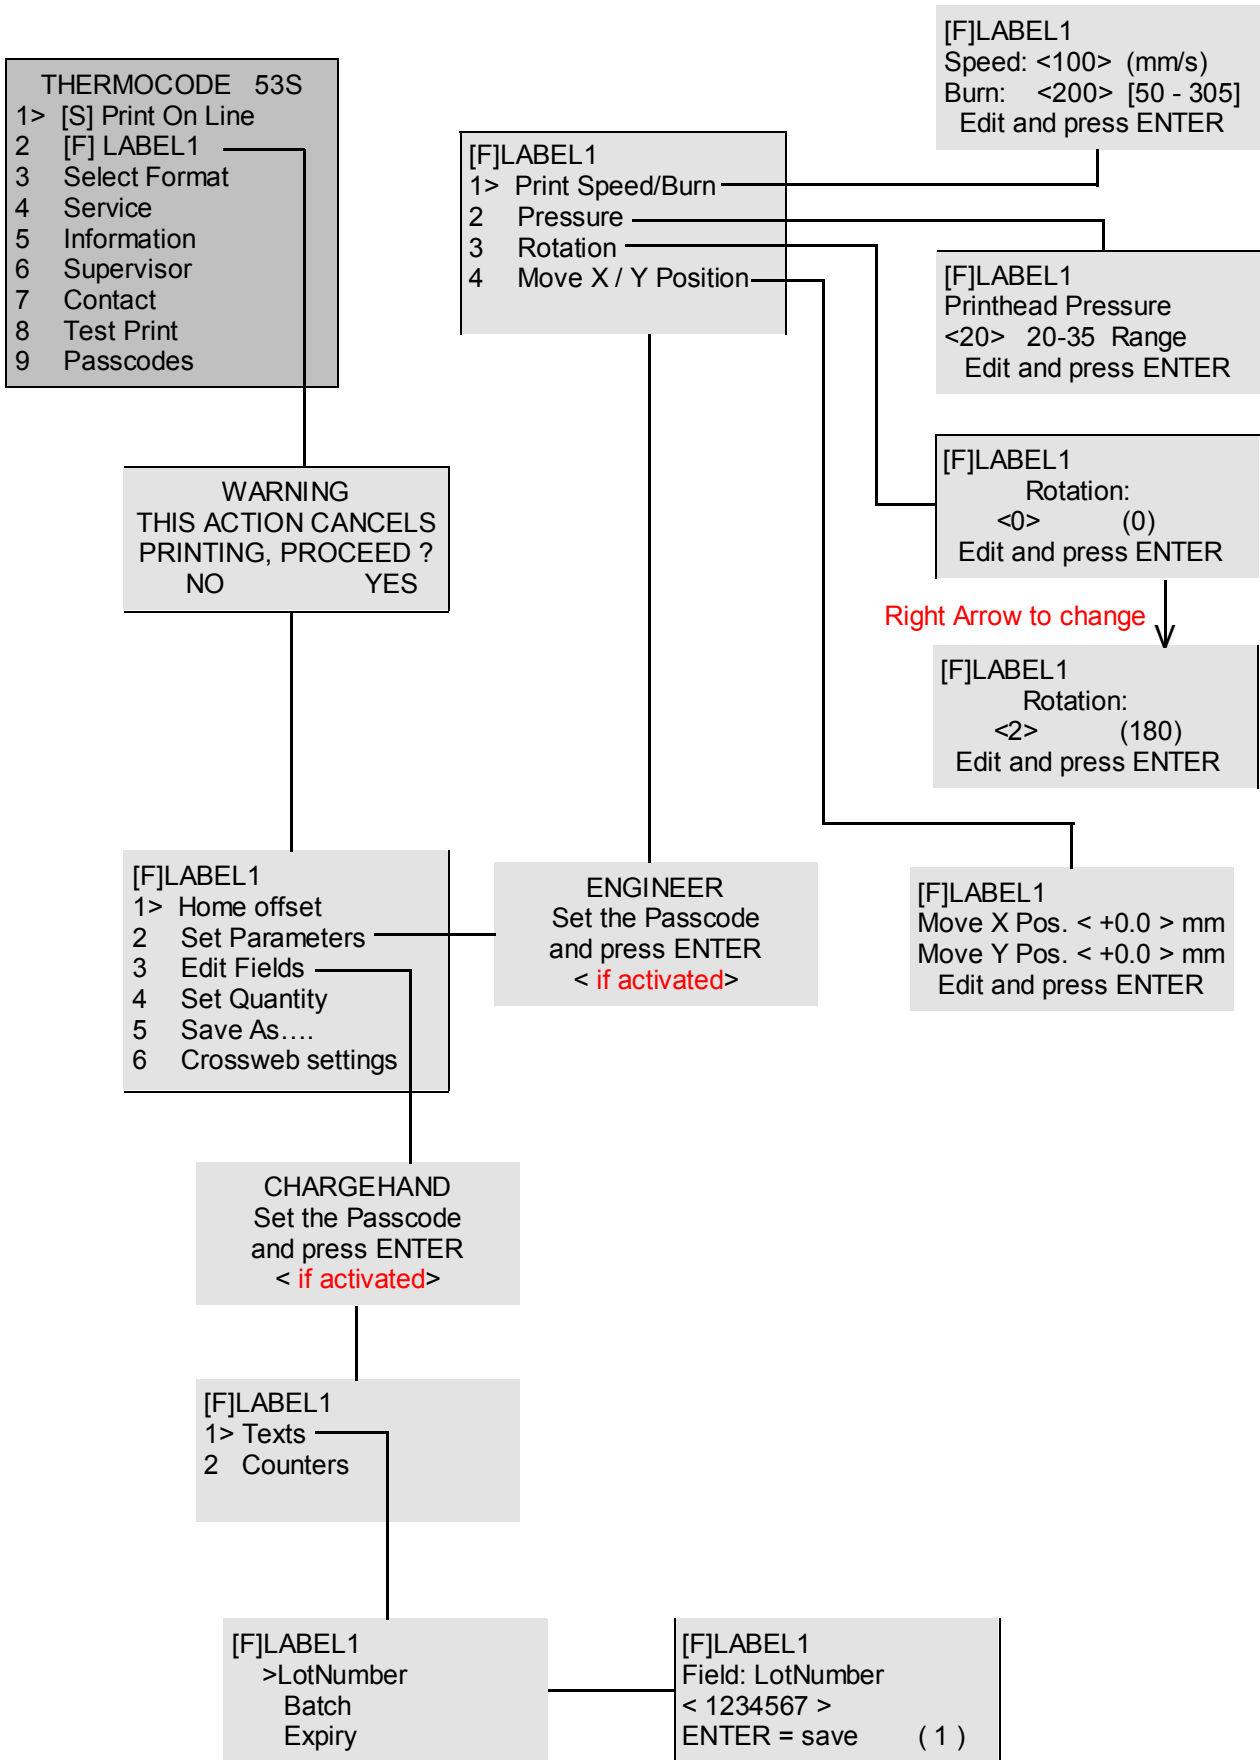 THERMOCODE 53S
1> [S] Print On Line
2 [F] LABEL1
3 Select Format
4 Service
5 Information
6 Supervisor
7 Contact
8 Test Print
9 Passcodes
WARNING
THIS ACTION CANCELS
PRINTING, PROCEED ?
NO YES
[F]LABEL1
1> Home offset
2 Set Parameters
3 Edit Fields
4 Set Quantity
5 Save As....
6 Crossweb settings
ENGINEER
Set the Passcode
and press ENTER
< if activated>
[F]LABEL1
1> Print Speed/Burn
2 Pressure
3 Rotation
4 Move X / Y Position
[F]LABEL1
Speed: <100> (mm/s)
Burn: <200> [50 - 305]
Edit and press ENTER
[F]LABEL1
Printhead Pressure
<20> 20-35 Range
Edit and press ENTER
[F]LABEL1
Rotation:
<0> (0)
Edit and press ENTER
Right Arrow to change
[F]LABEL1
Rotation:
<2> (180)
Edit and press ENTER
[F]LABEL1
Move X Pos. < +0.0 > mm
Move Y Pos. < +0.0 > mm
Edit and press ENTER
CHARGEHAND
Set the Passcode
and press ENTER
< if activated>
[F]LABEL1
1> Texts
2 Counters
[F]LABEL1
>LotNumber
Batch
Expiry
[F]LABEL1
Field: LotNumber
< 1234567 >
ENTER = save ( 1 )